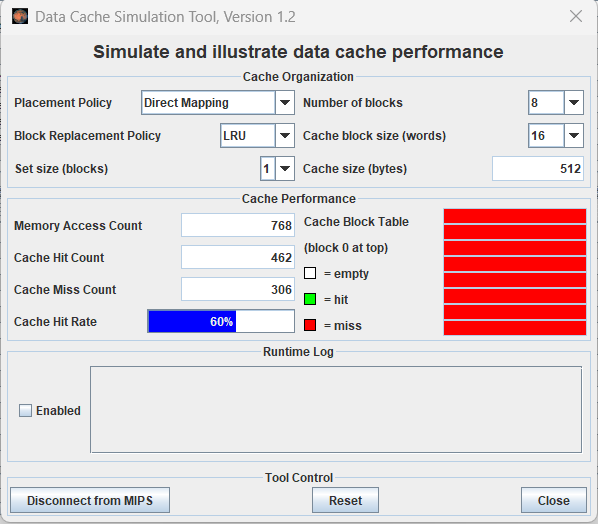 Data Cache Simulation Tool, Version 1.2
Simulate and illustrate data cache performance
Cache Organization
Placement Policy Direct Mapping Number of blocks 8
Block Replacement Policy LRU Cache block size (words) 16
Set size (blocks) 1 Cache size (bytes) 512
Cache Performance
Memory Access Count 768 Cache Block Table
(block 0 at top)
Cache Hit Count 462
= empty
Cache Miss Count 306
= hit
Cache Hit Rate 60% = miss
Runtime Log
Enabled
Tool Control
Disconnect from MIPS Reset Close